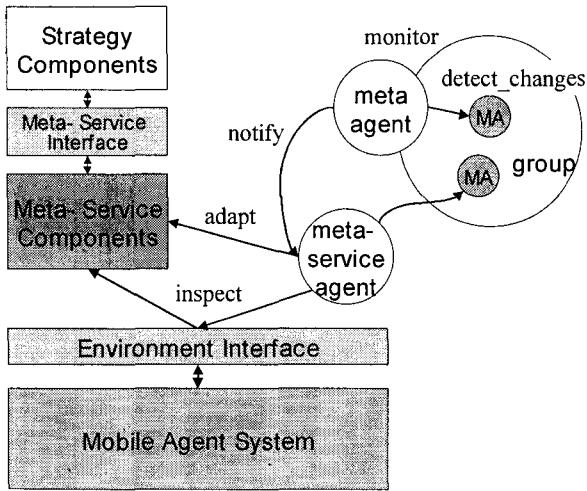 Strategy
Components
Meta- Service
Interface
Meta- Service
Components
monitor
detect_changes
meta
agent
MA
notify
MA
group
adapt
meta-
service
agent
inspect
Environment Interface
Mobile Agent System